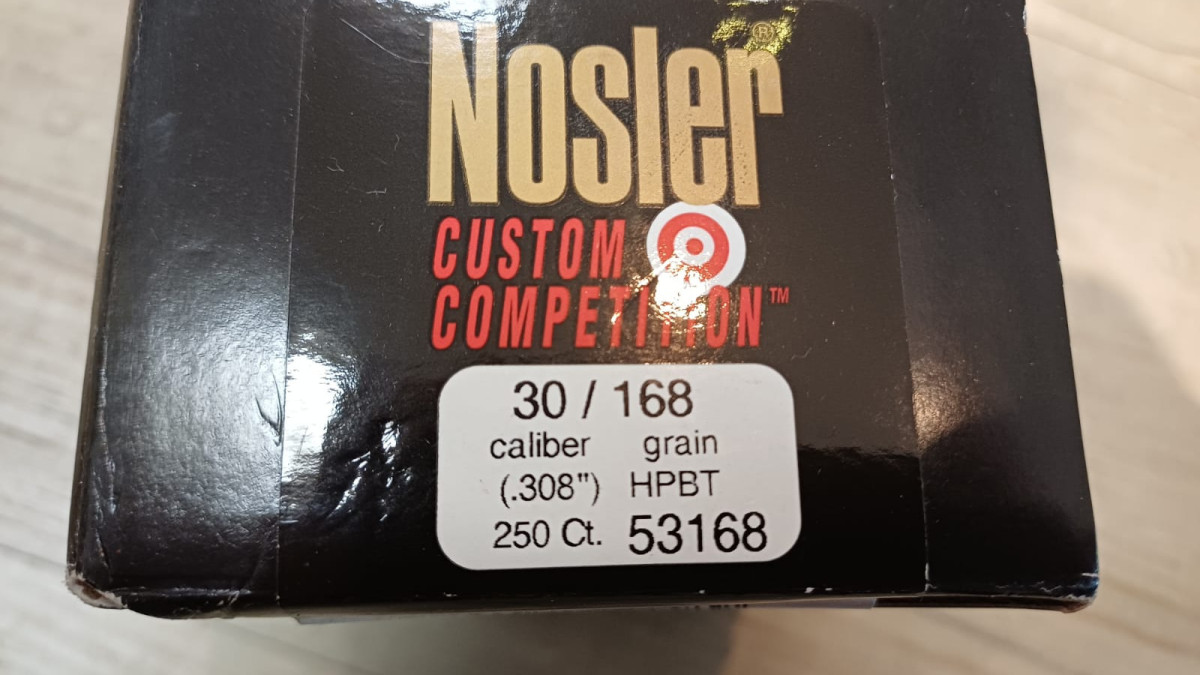 Nosler®
CUSTOM
COMPETITION™
30 / 168
caliber grain
(.308") HPBT
250 Ct. 53168